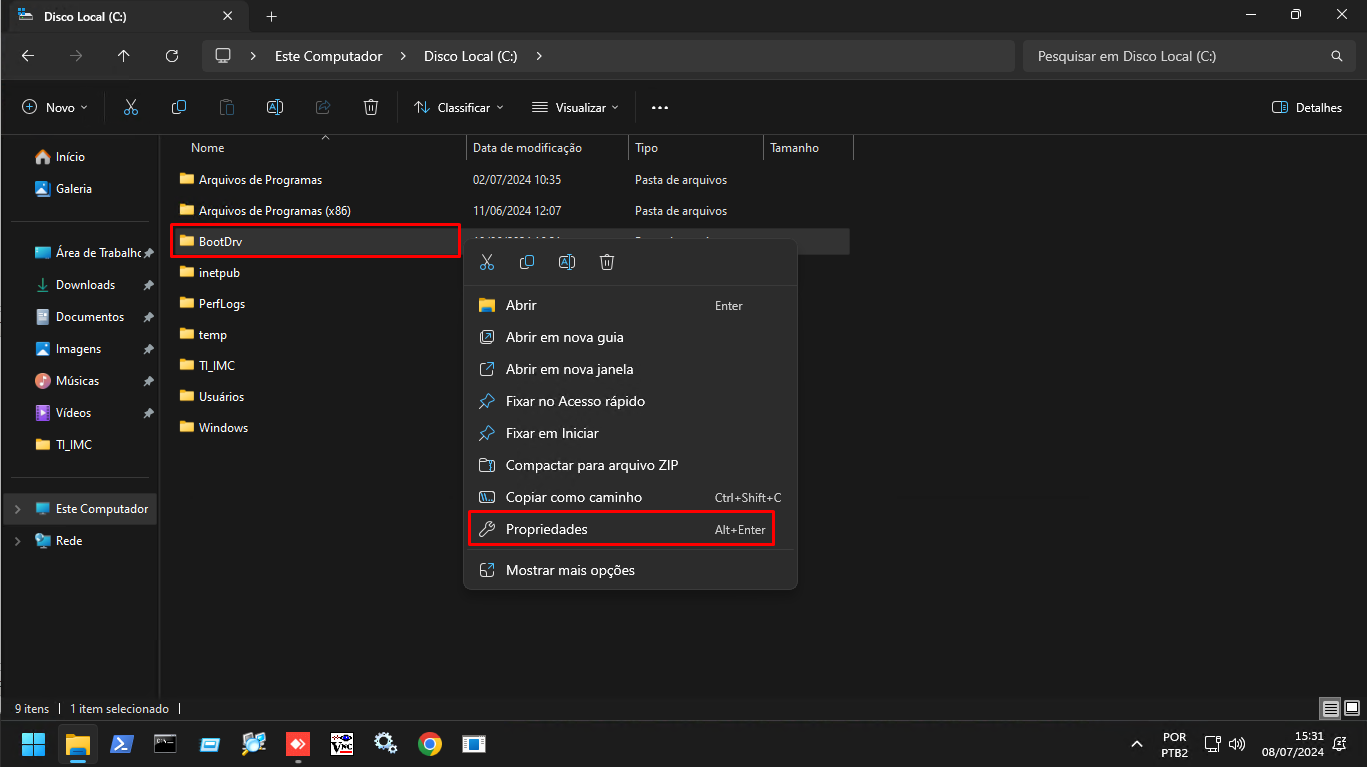 Disco Local (C:)
Este Computador > Disco Local (C:) >
Pesquisar em Disco Local (C:)
Novo
Classificar
Visualizar
Detalhes
Início
Galeria
Área de Trabalho
Downloads
Documentos
Imagens
Músicas
Vídeos
TI_IMC
Este Computador
Rede
Nome Data de modificação Tipo Tamanho
Arquivos de Programas 02/07/2024 10:35 Pasta de arquivos
Arquivos de Programas (x86) 11/06/2024 12:07 Pasta de arquivos
BootDrv
inetpub
PerfLogs
temp
TI_IMC
Usuários
Windows
Abrir Enter
Abrir em nova guia
Abrir em nova janela
Fixar no Acesso rápido
Fixar em Iniciar
Compactar para arquivo ZIP
Copiar como caminho Ctrl+Shift+C
Propriedades Alt+Enter
Mostrar mais opções
9 itens | 1 item selecionado |
VNC
POR
PTB2
15:31
08/07/2024